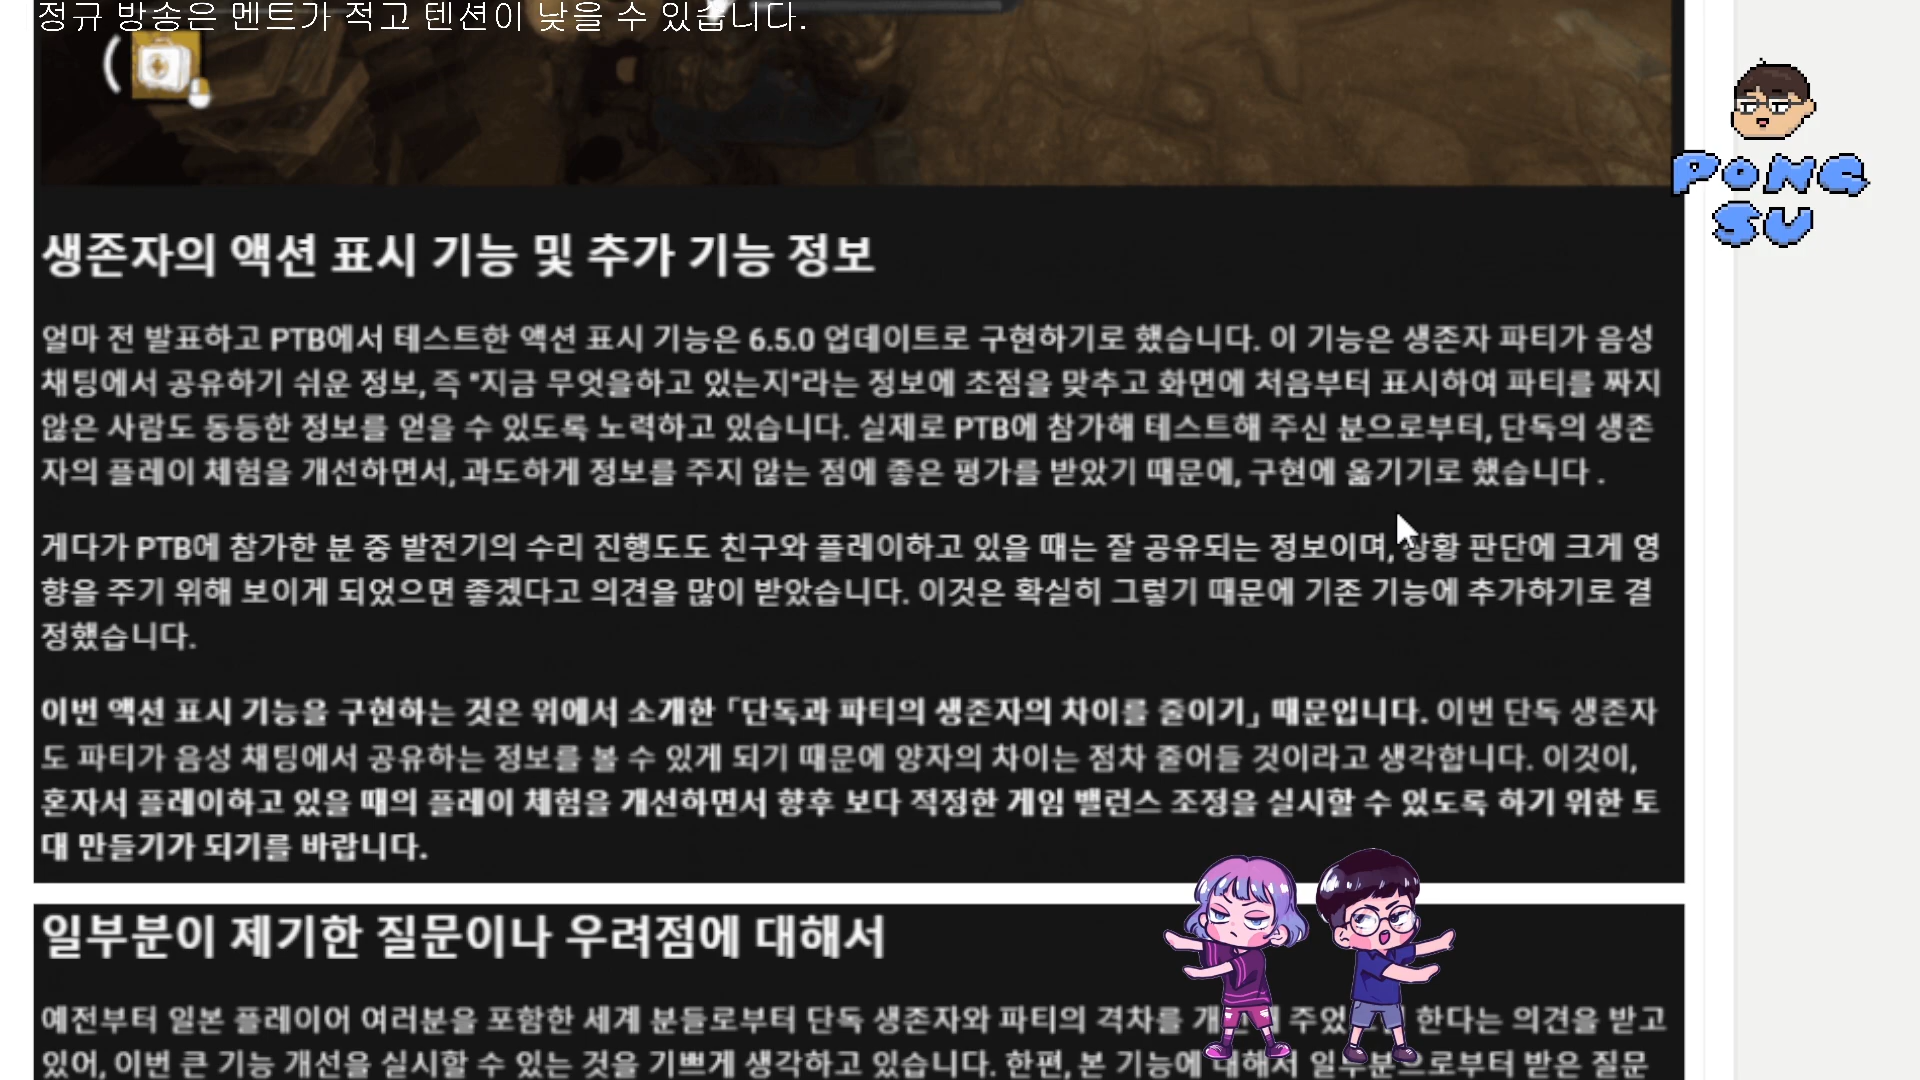 정규 방송은 멘트가 적고 텐션이 낮을 수 있습니다.
PONG
SU
생존자의 액션 표시 기능 및 추가 기능 정보
얼마 전 발표하고 PTB에서 테스트한 액션 표시 기능은 6.5.0 업데이트로 구현하기로 했습니다. 이 기능은 생존자 파티가 음성
채팅에서 공유하기 쉬운 정보, 즉 "지금 무엇을하고 있는지"라는 정보에 초점을 맞추고 화면에 처음부터 표시하여 파티를 짜지
않은 사람도 동등한 정보를 얻을 수 있도록 노력하고 있습니다. 실제로 PTB에 참가해 테스트해 주신 분으로부터, 단독의 생존
자의 플레이 체험을 개선하면서, 과도하게 정보를 주지 않는 점에 좋은 평가를 받았기 때문에, 구현에 옮기기로 했습니다 .
게다가 PTB에 참가한 분 중 발전기의 수리 진행도도 친구와 플레이하고 있을 때는 잘 공유되는 정보이며, 상황 판단에 크게 영
향을 주기 위해 보이게 되었으면 좋겠다고 의견을 많이 받았습니다. 이것은 확실히 그렇기 때문에 기존 기능에 추가하기로 결
정했습니다.
이번 액션 표시 기능을 구현하는 것은 위에서 소개한 「단독과 파티의 생존자의 차이를 줄이기」 때문입니다. 이번 단독 생존자
도 파티가 음성 채팅에서 공유하는 정보를 볼 수 있게 되기 때문에 양자의 차이는 점차 줄어들 것이라고 생각합니다. 이것이,
혼자서 플레이하고 있을 때의 플레이 체험을 개선하면서 향후 보다 적정한 게임 밸런스 조정을 실시할 수 있도록 하기 위한 토
대 만들기가 되기를 바랍니다.
일부분이 제기한 질문이나 우려점에 대해서
예전부터 일본 플레이어 여러분을 포함한 세계 분들로부터 단독 생존자와 파티의 격차를 한다는 의견을 받고
있어, 이번 큰 기능 개선을 실시할 수 있는 것을 기쁘게 생각하고 있습니다. 한편, 본 기능에 대해서 일부분으로부터 받은 질문